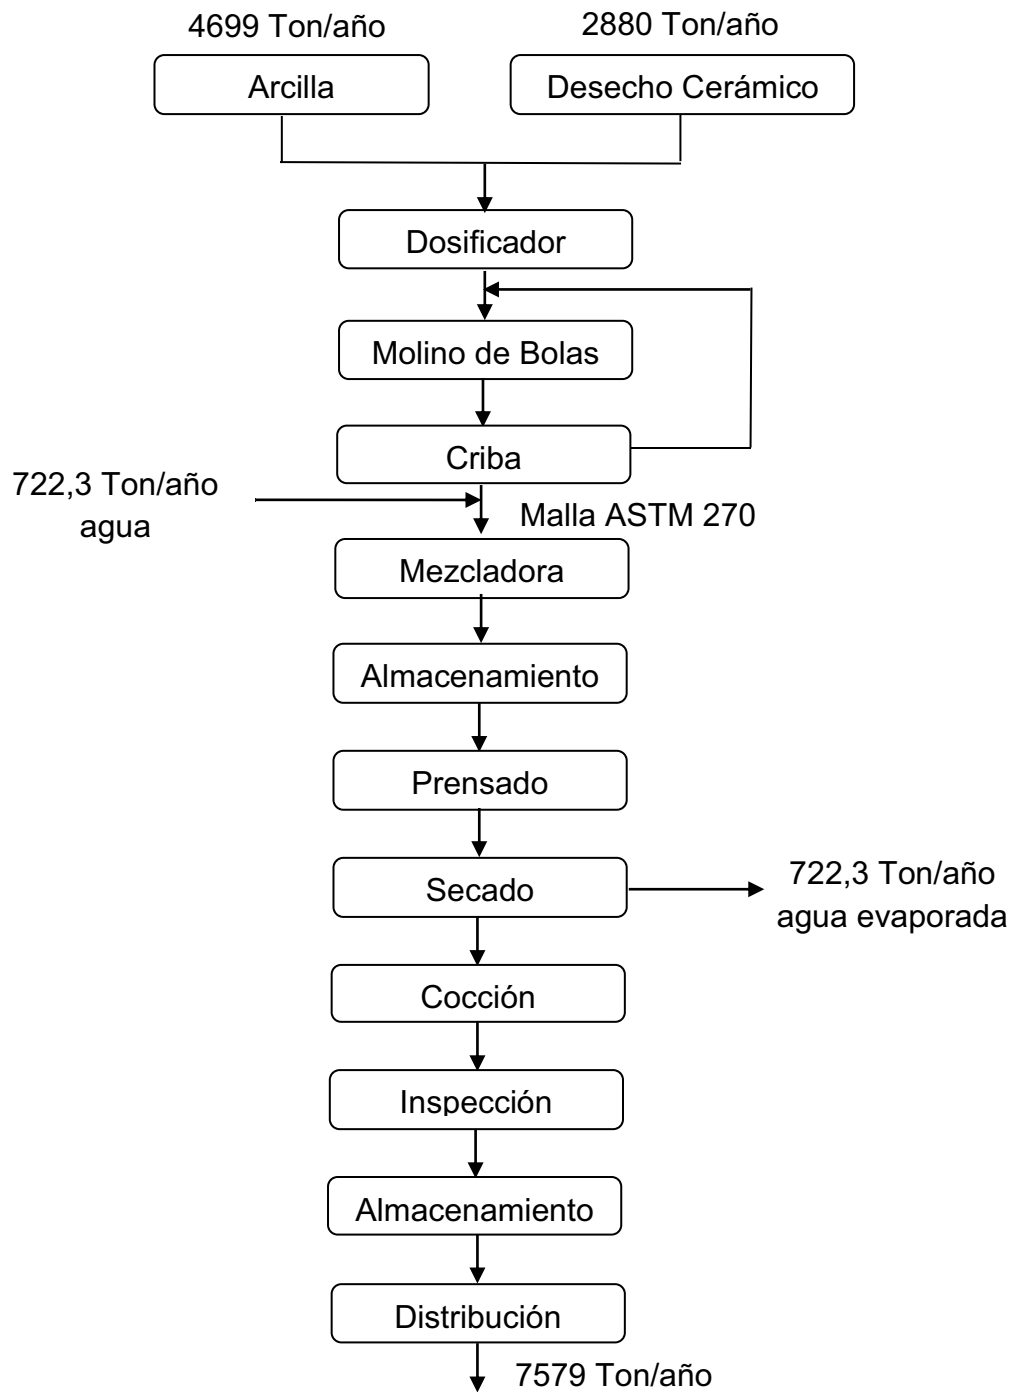 4699 Ton/año
2880 Ton/año
Arcilla
Desecho Cerámico
Dosificador
Molino de Bolas
Criba
722,3 Ton/año
agua
Malla ASTM 270
Mezcladora
Almacenamiento
Prensado
Secado
722,3 Ton/año
agua evaporada
Cocción
Inspección
Almacenamiento
Distribución
7579 Ton/año